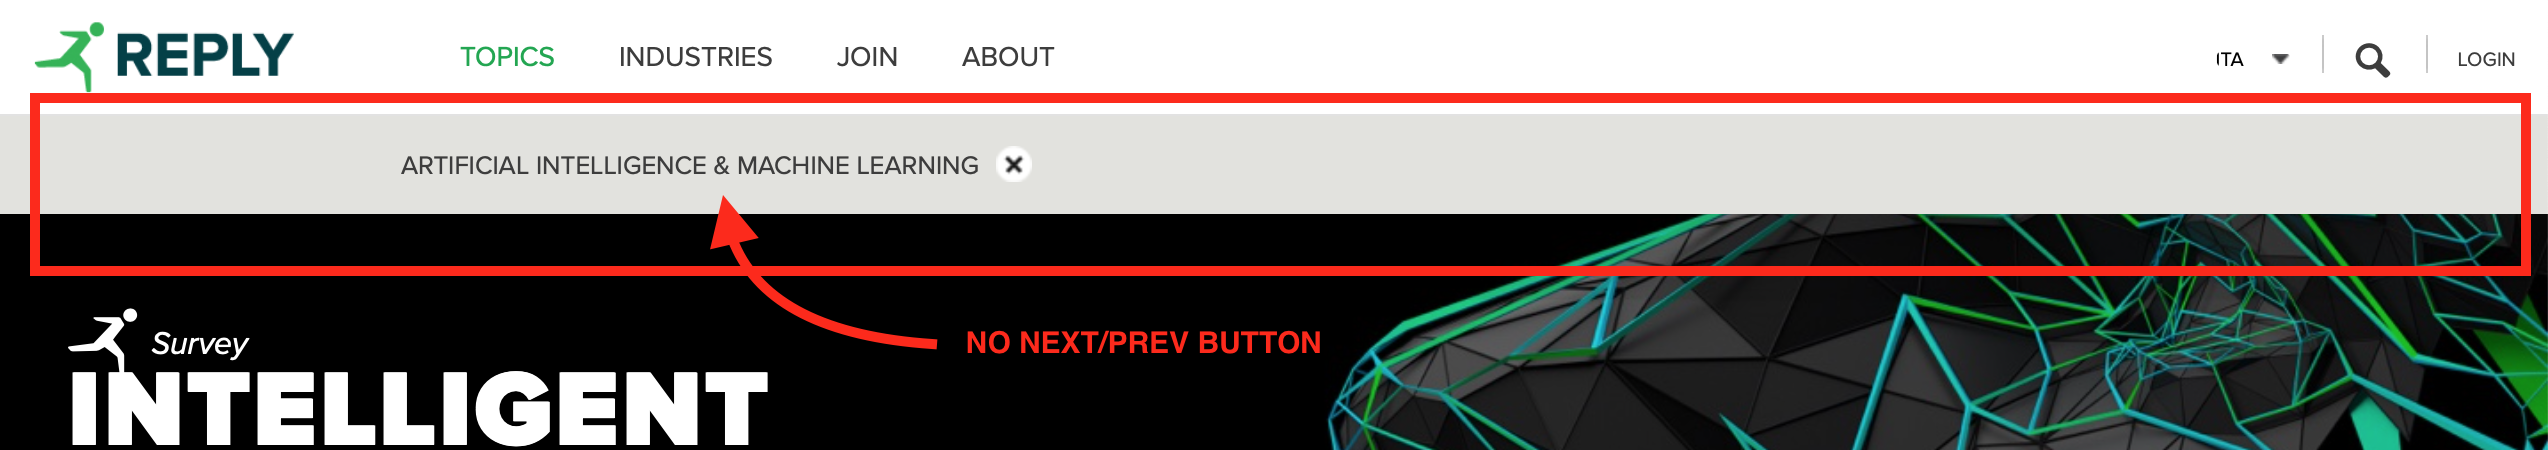 REPLY
TOPICS INDUSTRIES JOIN ABOUT
ITA
LOGIN
ARTIFICIAL INTELLIGENCE & MACHINE LEARNING
NO NEXT/PREV BUTTON
Survey
INTELLIGENT